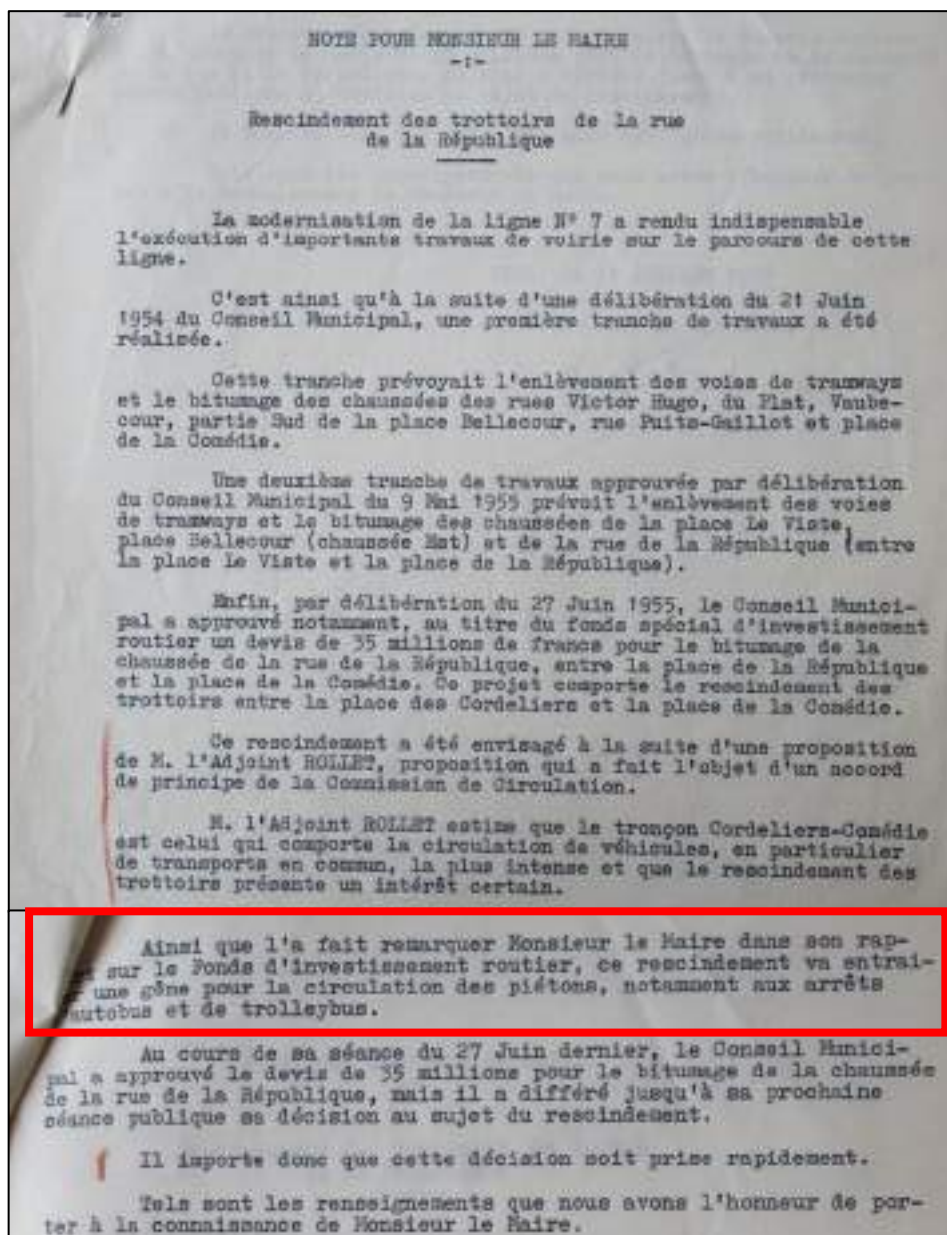 NOTE POUR MONSIEUR LE MAIRE
-:-
Rescindement des trottoirs de la rue
de la République
La modernisation de la ligne N° 7 a rendu indispensable
l'exécution d'importants travaux de voirie sur le parcours de cette
ligne.
C'est ainsi qu'à la suite d'une délibération du 21 Juin
1954 du Conseil Municipal, une première tranche de travaux a été
réalisée.
Cette tranche prévoyait l'enlèvement des voies de tramways
et le bitumage des chaussées des rues Victor Hugo, du Plat, Vaube-
cour, partie Sud de la place Bellecour, rue Puits-Gaillot et place
de la Comédie.
Une deuxième tranche de travaux approuvée par délibération
du Conseil Municipal du 9 Mai 1955 prévoit l'enlèvement des voies
de tramways et le bitumage des chaussées de la place Le Viste,
place Bellecour (chaussée Est) et de la rue de la République (entre
la place Le Viste et la place de la République).
Enfin, par délibération du 27 Juin 1955, le Conseil Munici-
pal a approuvé notamment, au titre du fonds spécial d'investissement
routier un devis de 35 millions de francs pour le bitumage de la
chaussée de la rue de la République, entre la place de la République
et la place de la Comédie. Ce projet comporte le rescindement des
trottoirs entre la place des Cordeliers et la place de la Comédie.
Ce rescindement a été envisagé à la suite d'une proposition
de M. l'Adjoint ROLLET, proposition qui a fait l'objet d'un accord
de principe de la Commission de Circulation.
M. l'Adjoint ROLLET estime que le tronçon Cordeliers-Comédie
est celui qui comporte la circulation de véhicules, en particulier
de transports en commun, la plus intense et que le rescindement des
trottoirs présente un intérêt certain.
Ainsi que l'a fait remarquer Monsieur le Maire dans son rap-
sur le Fonds d'investissement routier, ce rescindement va entrai-
une gêne pour la circulation des piétons, notamment aux arrêts
autobus et de trolleybus.
Au cours de sa séance du 27 Juin dernier, le Conseil Munici-
pal a approuvé le devis de 35 millions pour le bitumage de la chaussée
de la rue de la République, mais il a différé jusqu'à sa prochaine
séance publique sa décision au sujet du rescindement.
Il importe donc que cette décision soit prise rapidement.
Tels sont les renseignements que nous avons l'honneur de por-
ter à la connaissance de Monsieur le Maire.